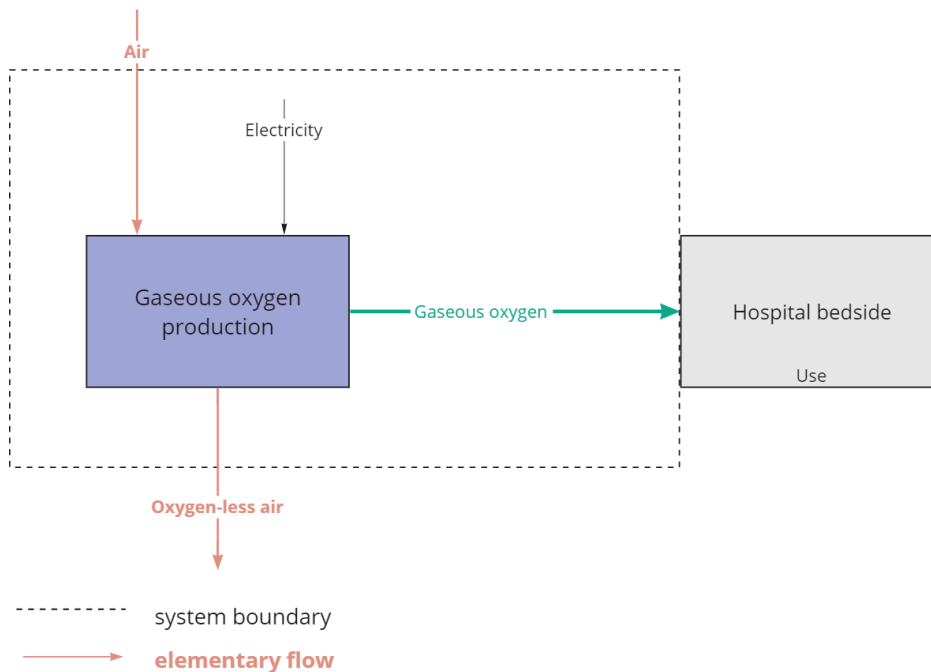 Air
Electricity
Gaseous oxygen
production
Gaseous oxygen
Hospital bedside
Use
Oxygen-less air
system boundary
elementary flow